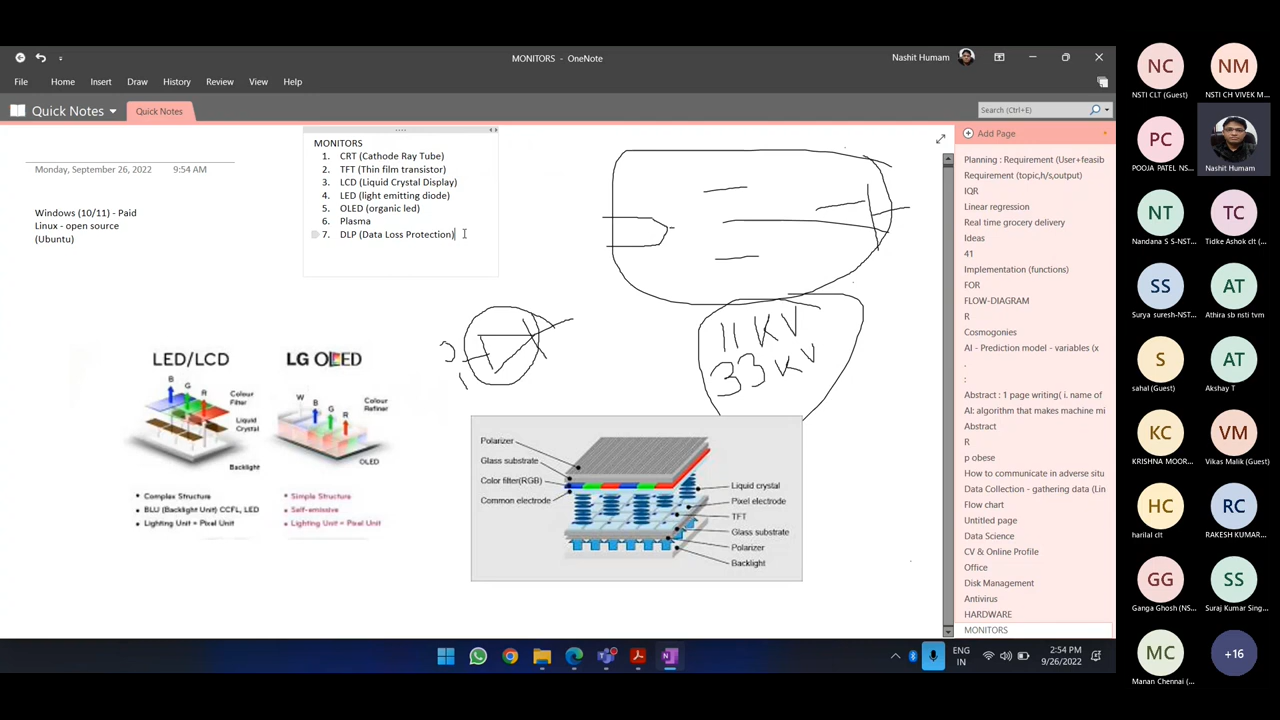 MONITORS - OneNote
Nashit Humam
File Home Insert Draw History Review View Help
Quick Notes
Quick Notes
Search (Ctrl+E)
Monday, September 26, 2022 9:54 AM
Windows (10/11) - Paid
Linux - open source
(Ubuntu)
MONITORS
1. CRT (Cathode Ray Tube)
2. TFT (Thin film transistor)
3. LCD (Liquid Crystal Display)
4. LED (light emitting diode)
5. OLED (organic led)
6. Plasma
7. DLP (Data Loss Protection)
11 KV
33 KV
LED/LCD
B
G
R
Colour
Filter
Liquid
Crystal
Backlight
Complex Structure
BLU (Backlight Unit) CCFL, LED
Lighting Unit = Pixel Unit
LG OLED
W
B
G
R
Colour
Refiner
OLED
Simple Structure
Self-emissive
Lighting Unit = Pixel Unit
Polarizer
Glass substrate
Color filter(RGB)
Common electrode
Liquid crystal
Pixel electrode
TFT
Glass substrate
Polarizer
Backlight
Add Page
Planning : Requirement (User+feasib
Requirement (topic,h/s,output)
IQR
Linear regression
Real time grocery delivery
Ideas
41
Implementation (functions)
FOR
FLOW-DIAGRAM
R
Cosmogonies
AI - Prediction model - variables (x
.
:
Abstract : 1 page writing( i. name of
AI: algorithm that makes machine mi
Abstract
R
p obese
How to communicate in adverse situ
Data Collection - gathering data (Lin
Flow chart
Untitled page
Data Science
CV & Online Profile
Office
Disk Management
Antivirus
HARDWARE
MONITORS
ENG
IN
2:54 PM
9/26/2022
NC
NSTI CLT (Guest)
NM
NSTI CH VIVEK M...
PC
POOJA PATEL NS...
Nashit Humam
NT
Nandana S S-NST...
TC
Tidke Ashok clt (...
SS
Surya suresh-NST...
AT
Athira sb nsti tvm
S
sahal (Guest)
AT
Akshay T
KC
KRISHNA MOOR...
VM
Vikas Malik (Guest)
HC
harilal clt
RC
RAKESH KUMAR...
GG
Ganga Ghosh (NS...
SS
Suraj Kumar Sing...
MC
Manan Chennai (...
+16